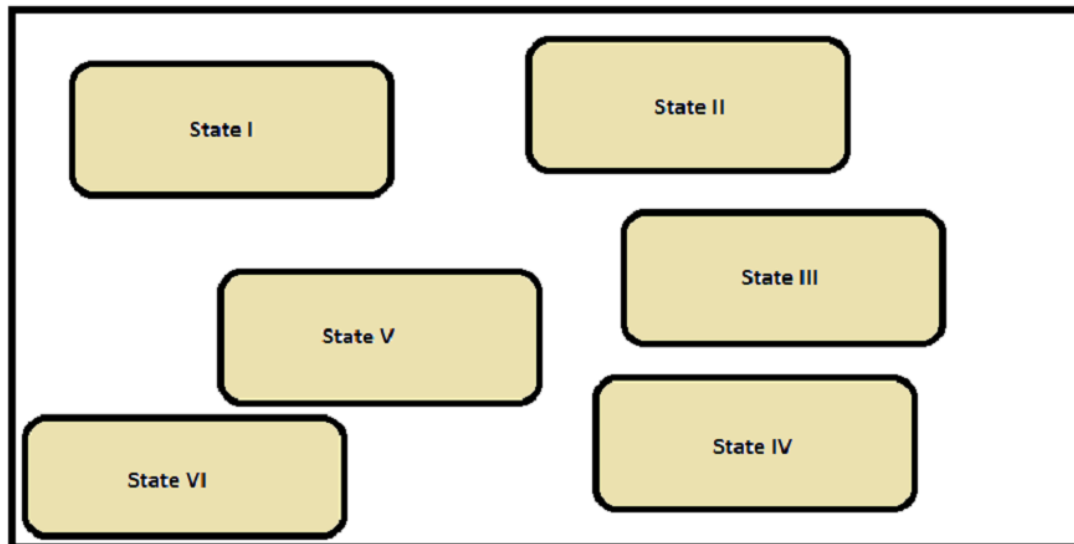 State I
State II
State III
State V
State IV
State VI